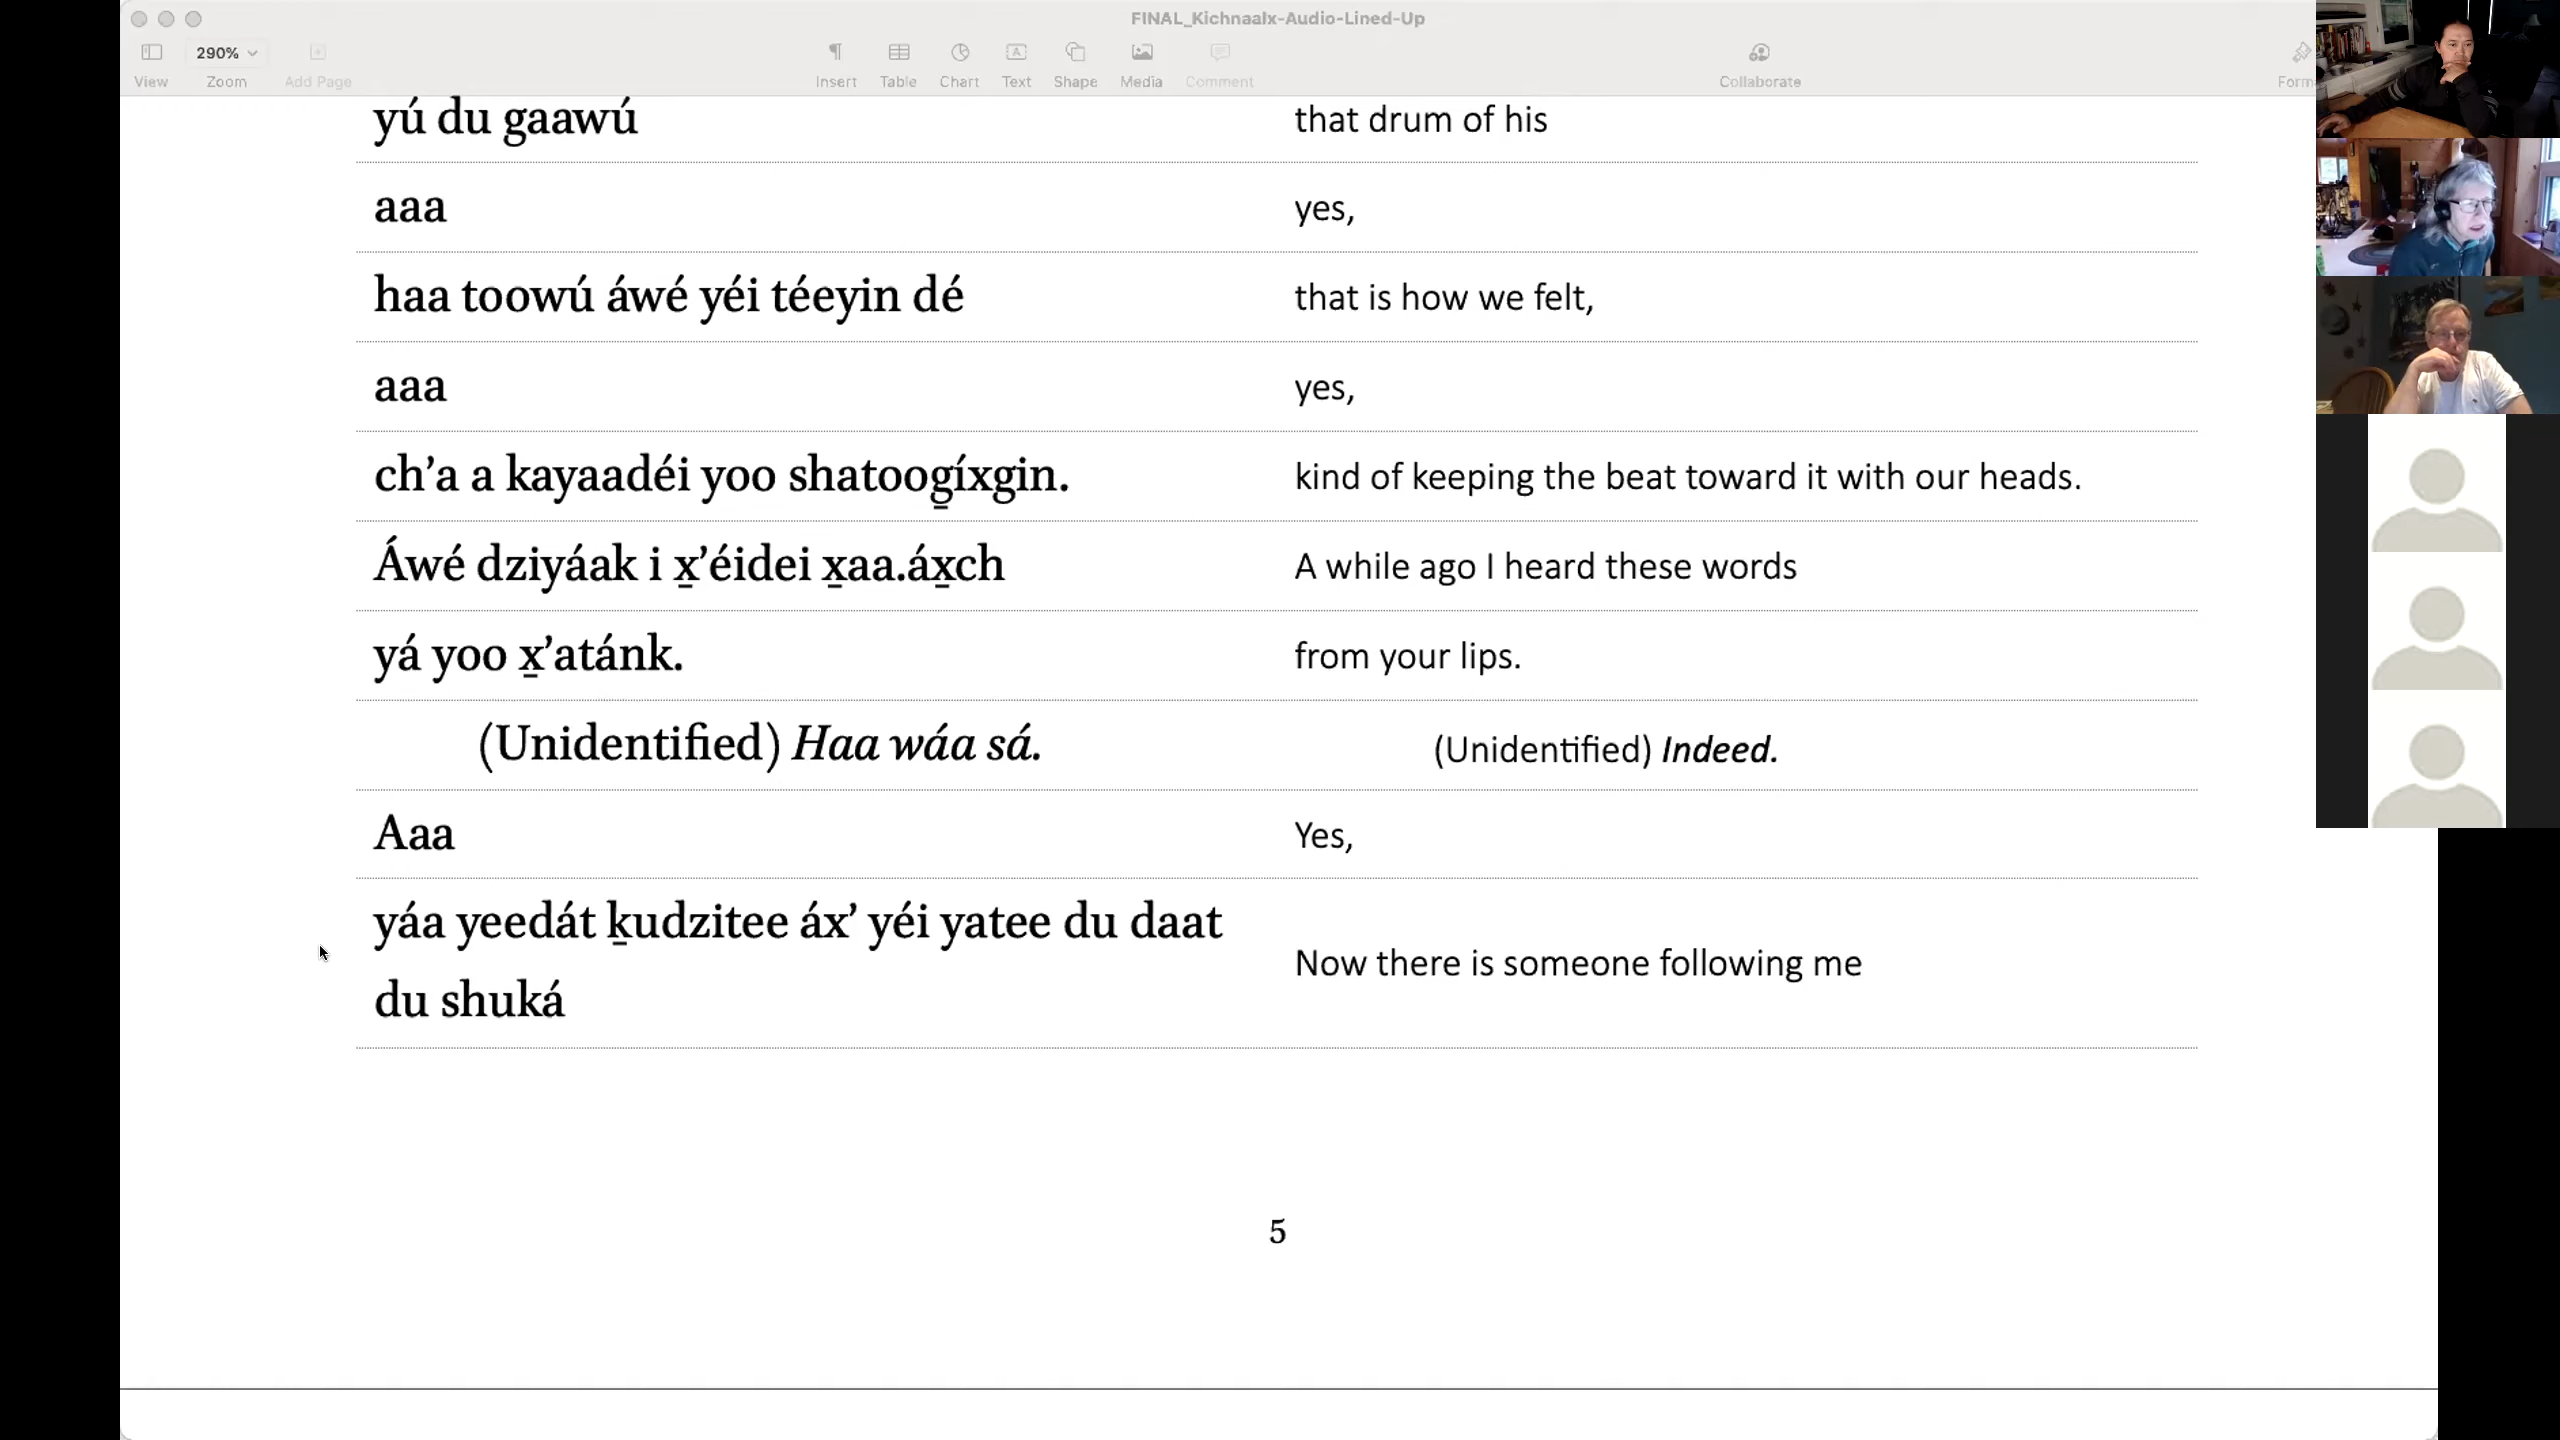 FINAL_Kichnaalx-Audio-Lined-Up
290%
View Zoom Add Page Insert Table Chart Text Shape Media Comment Collaborate Form
yú du gaawú that drum of his
aaa yes,
haa toowú áwé yéi téeyin dé that is how we felt,
aaa yes,
ch’a a kayaadéi yoo shatoog̱íxgin. kind of keeping the beat toward it with our heads.
Áwé dziyáak i x̱’éidei x̱aa.áx̱ch A while ago I heard these words
yá yoo x̱’atánk. from your lips.
(Unidentified) Haa wáa sá. (Unidentified) Indeed.
Aaa Yes,
yáa yeedát ḵudzitee áx’ yéi yatee du daat
du shuká Now there is someone following me
5